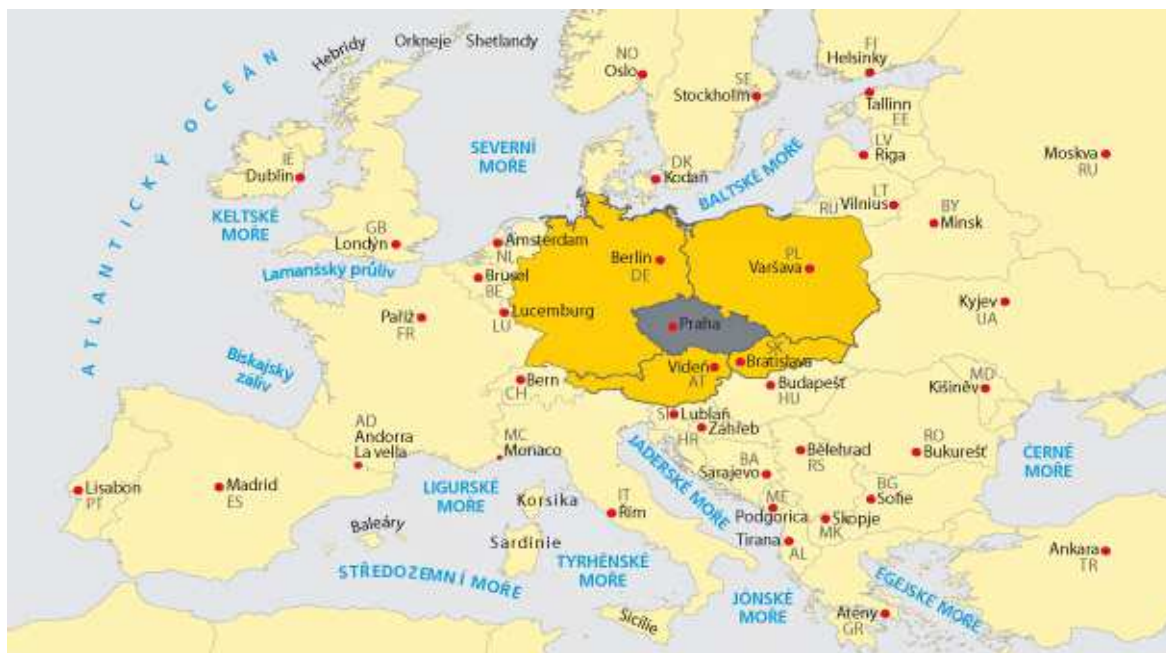 Hebridy
Orkneje
Shetlandy
NO
Oslo
SE
Stockholm
FI
Helsinky
Tallinn
EE
ATLANTICKÝ OCEÁN
SEVERNÍ
MOŘE
DK
Kodaň
BALTSKÉ MOŘE
LV
Riga
Moskva
RU
IE
Dublin
KELTSKÉ
MOŘE
LT
Vilnius
RU
BY
Minsk
GB
Londýn
Amsterdam
NL
Berlín
DE
PL
Varšava
Lamanšský průliv
Brusel
BE
Lucemburg
LU
Paříž
FR
Praha
Kyjev
UA
Biskajský
záliv
SK
Bratislava
Vídeň
AT
Bern
CH
Budapešť
HU
MD
Kišiněv
SI
Lublaň
Záhřeb
HR
AD
Andorra
La vella
MC
Monaco
JADERSKÉ MOŘE
BA
Sarajevo
Bělehrad
RS
RO
Bukurešť
ČERNÉ
MOŘE
Lisabon
PT
Madrid
ES
LIGURSKÉ
MOŘE
Korsika
IT
Řím
ME
Podgorica
BG
Sofie
Skopje
MK
Baleáry
Sardinie
Tirana
AL
Ankara
TR
STŘEDOZEMNÍ MOŘE
TYRHÉNSKÉ
MOŘE
JÓNSKÉ
MOŘE
EGEJSKÉ MOŘE
Sicílie
Atény
GR